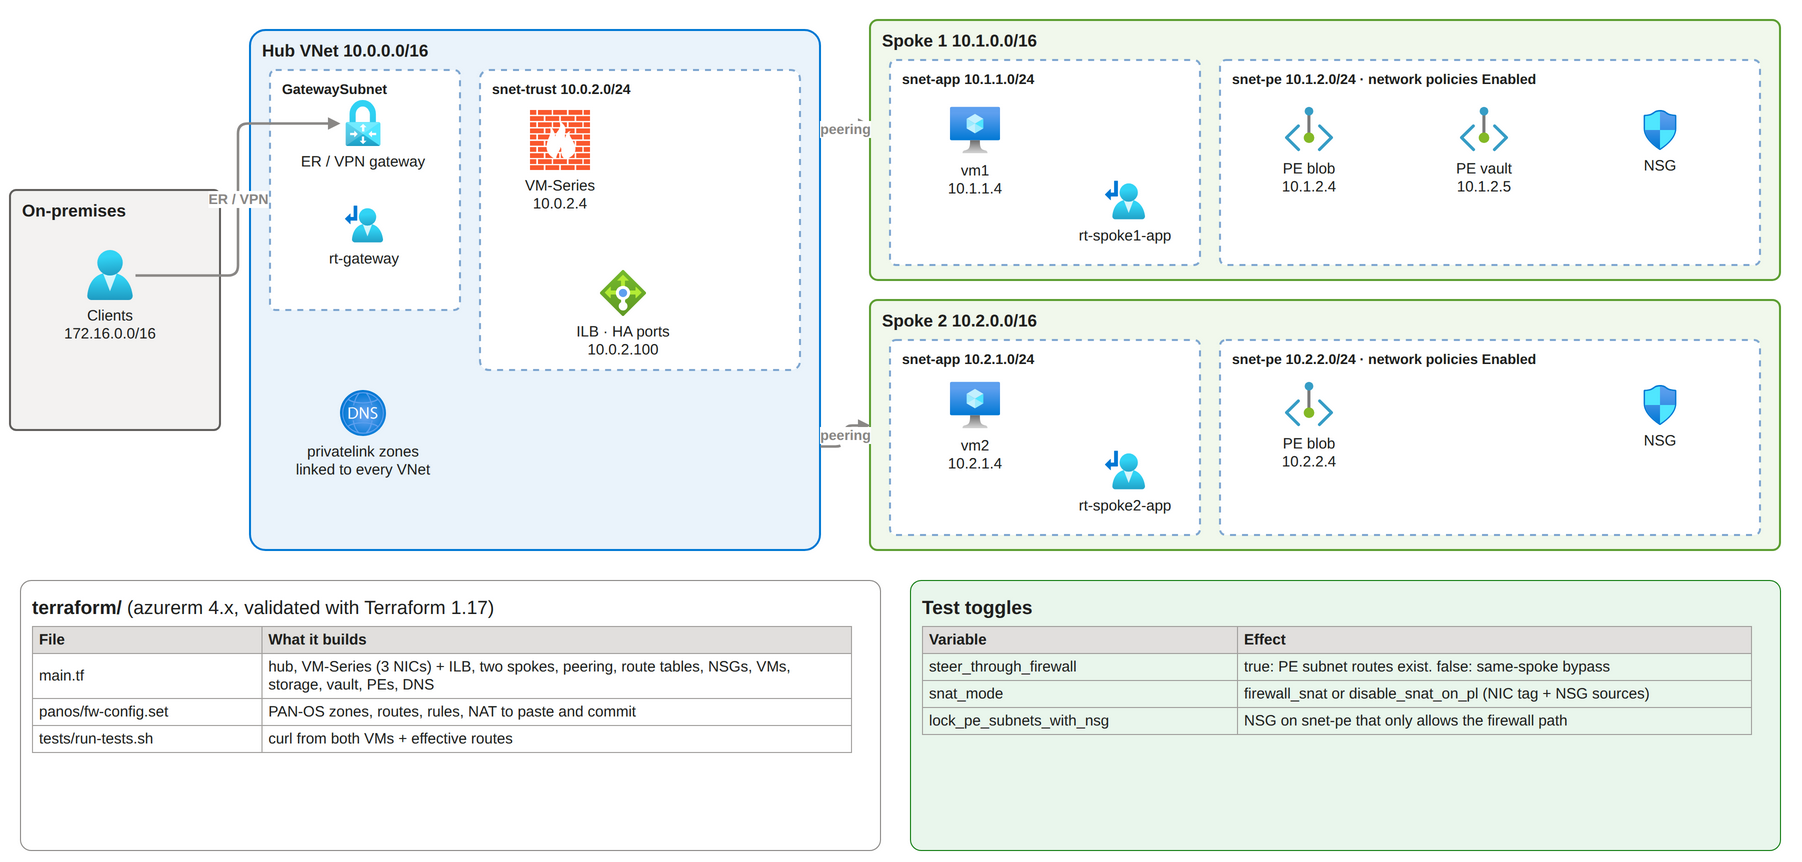 On-premises
Clients
172.16.0.0/16
ER / VPN
Hub VNet 10.0.0.0/16
GatewaySubnet
ER / VPN gateway
rt-gateway
snet-trust 10.0.2.0/24
VM-Series
10.0.2.4
ILB · HA ports
10.0.2.100
DNS
privatelink zones
linked to every VNet
peering
peering
Spoke 1 10.1.0.0/16
snet-app 10.1.1.0/24
vm1
10.1.1.4
rt-spoke1-app
snet-pe 10.1.2.0/24 · network policies Enabled
PE blob
10.1.2.4
PE vault
10.1.2.5
NSG
Spoke 2 10.2.0.0/16
snet-app 10.2.1.0/24
vm2
10.2.1.4
rt-spoke2-app
snet-pe 10.2.2.0/24 · network policies Enabled
PE blob
10.2.2.4
NSG
terraform/ (azurerm 4.x, validated with Terraform 1.17)
File What it builds
main.tf hub, VM-Series (3 NICs) + ILB, two spokes, peering, route tables, NSGs, VMs,
storage, vault, PEs, DNS
panos/fw-config.set PAN-OS zones, routes, rules, NAT to paste and commit
tests/run-tests.sh curl from both VMs + effective routes
Test toggles
Variable Effect
steer_through_firewall true: PE subnet routes exist. false: same-spoke bypass
snat_mode firewall_snat or disable_snat_on_pl (NIC tag + NSG sources)
lock_pe_subnets_with_nsg NSG on snet-pe that only allows the firewall path